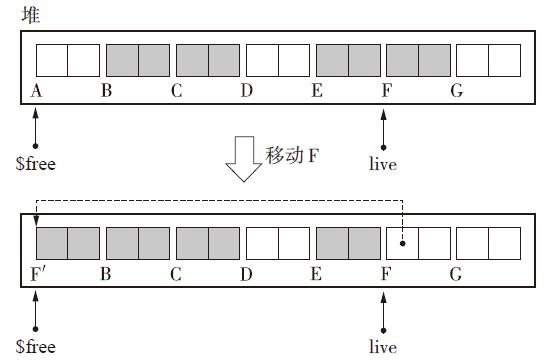 堆
A B C D E F G
$free live
移动 F
F′ B C D E F G
$free live